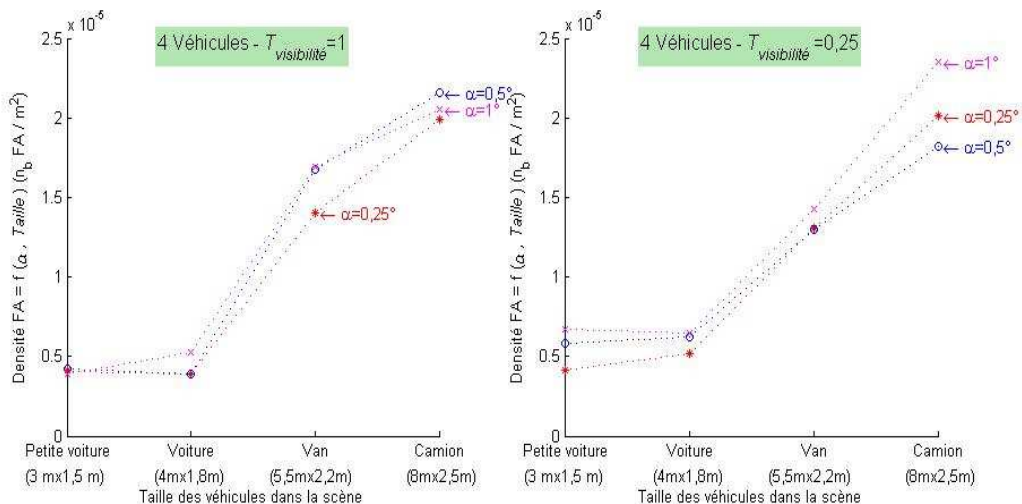 x 10-5
2.5
2
1.5
1
0.5
0
Densité FA = f (α , Taille ) (nb FA / m2)
4 Véhicules - Tvisibilité=1
← α=0,5°
← α=1°
← α=0,25°
Petite voiture
(3 mx1,5 m)
Voiture
(4mx1,8m)
Van
(5,5mx2,2m)
Camion
(8mx2,5m)
Taille des véhicules dans la scène
x 10-5
2.5
2
1.5
1
0.5
0
Densité FA = f (α , Taille ) (nb FA / m2)
4 Véhicules - Tvisibilité=0,25
← α=1°
← α=0,25°
← α=0,5°
Petite voiture
(3 mx1,5 m)
Voiture
(4mx1,8m)
Van
(5,5mx2,2m)
Camion
(8mx2,5m)
Taille des véhicules dans la scène